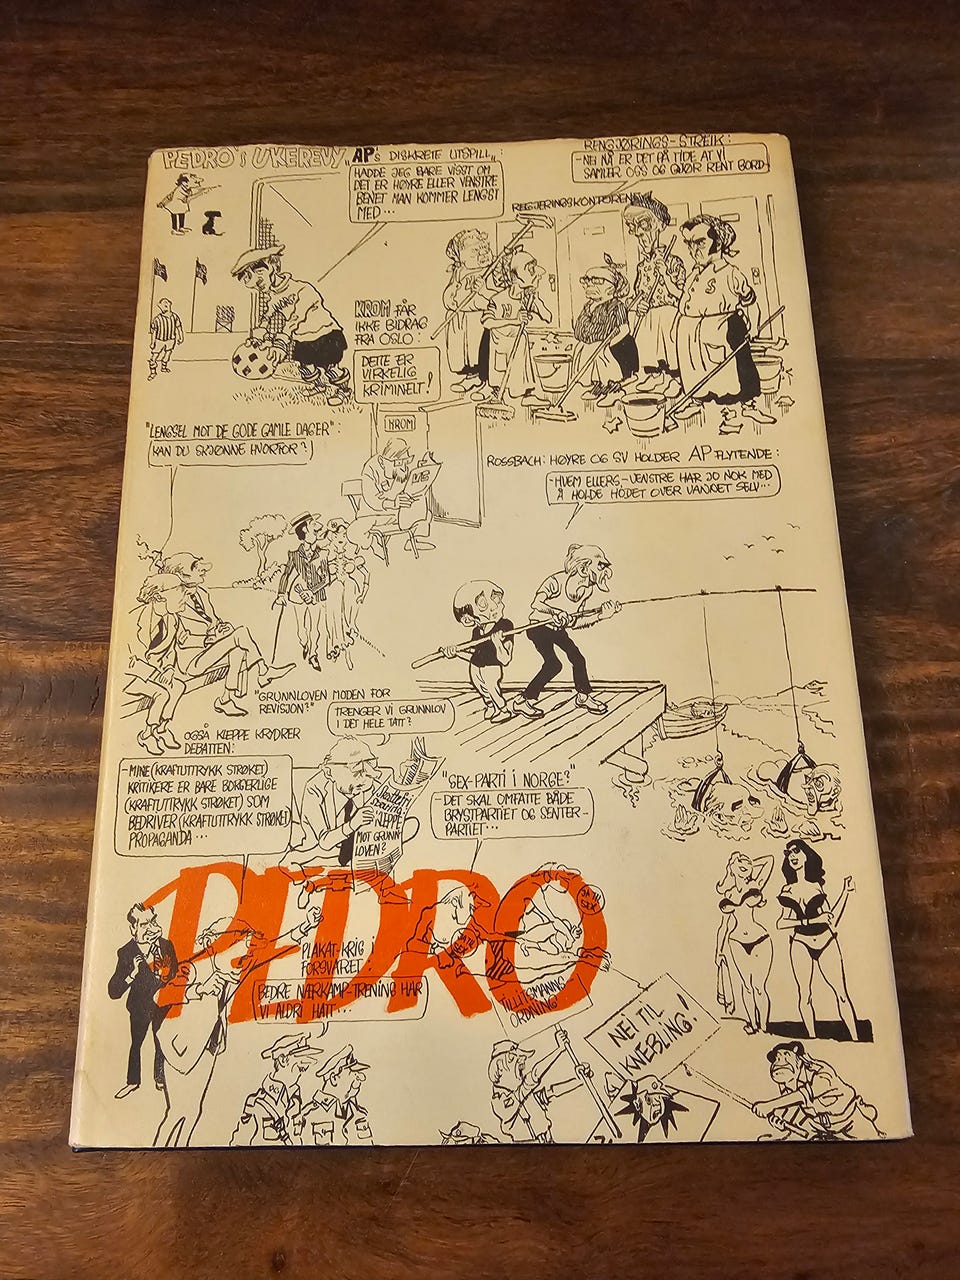 PEDRO'S UKEREVY
"AP's DISKRETE UTSPILL":
HADDE JEG BARE VISST OM
DET ER HØYRE ELLER VENSTRE
BENET MAN KOMMER LENGST
MED...
RENGJØRINGS-STREIK:
-NEI NÅ ER DET PÅ TIDE AT VI
SAMLER OSS OG GJØR RENT BORD
REGJERINGSKONTORENE
S
KROM FÅR
IKKE BIDRAG
FRA OSLO:
DETTE ER
VIRKELIG
KRIMINELT!
KROM
"LENGSEL MOT DE GODE GAMLE DAGER":
KAN DU SKJØNNE HVORFOR?
ROSSBACH: HØYRE OG SV HOLDER AP FLYTENDE:
-HVEM ELLERS,-VENSTRE HAR JO NOK MED
Å HOLDE HODET OVER VANNET SELV...
"GRUNNLOVEN MODEN FOR
REVISJON?"
TRENGER VI GRUNNLOV
I DET HELE TATT?
OGSÅ KLEPPE KRYDRER
DEBATTEN:
-MINE (KRAFTUTTRYKK STRØKET)
KRITIKERE ER BARE BORGERLIGE
(KRAFTUTTRYKK STRØKET) SOM
BEDRIVER (KRAFTUTTRYKK STRØKET)
PROPAGANDA...
KLEPPE
MOT GRUNN-
LOVEN?
"SEX-PARTI I NORGE?"
-DET SKAL OMFATTE BÅDE
BRYSTPARTIET OG SENTER-
PARTIET...
PEDRO
JA TIL
SEX
JA TIL
SEX
PLAKAT-KRIG I
FORSVARET:
BEDRE NÆRKAMP-TRENING HAR
VI ALDRI HATT...
TILLITSMANNS
ORDNING
NEI TIL
KNEBLING!